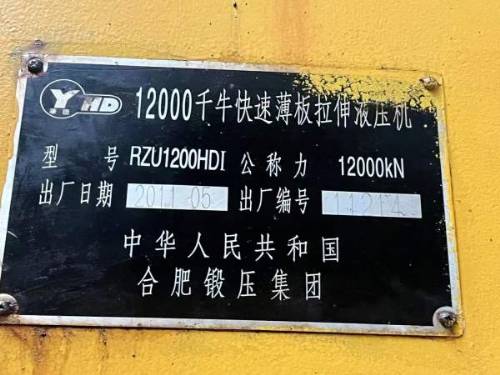 YHD 12000千牛快速薄板拉伸液压机
型 号 RZU1200HDI 公称力 12000kN
出厂日期 2011 05 出厂编号
中华人民共和国
合肥锻压集团